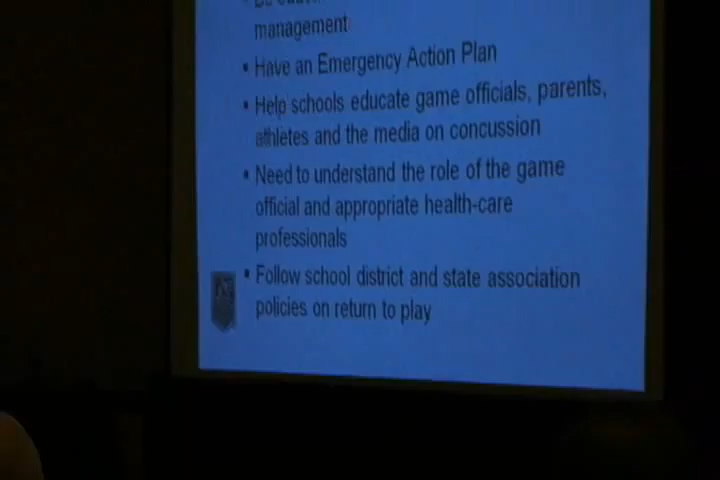 management
• Have an Emergency Action Plan
• Help schools educate game officials, parents,
athletes and the media on concussion
• Need to understand the role of the game
official and appropriate health-care
professionals
• Follow school district and state association
policies on return to play